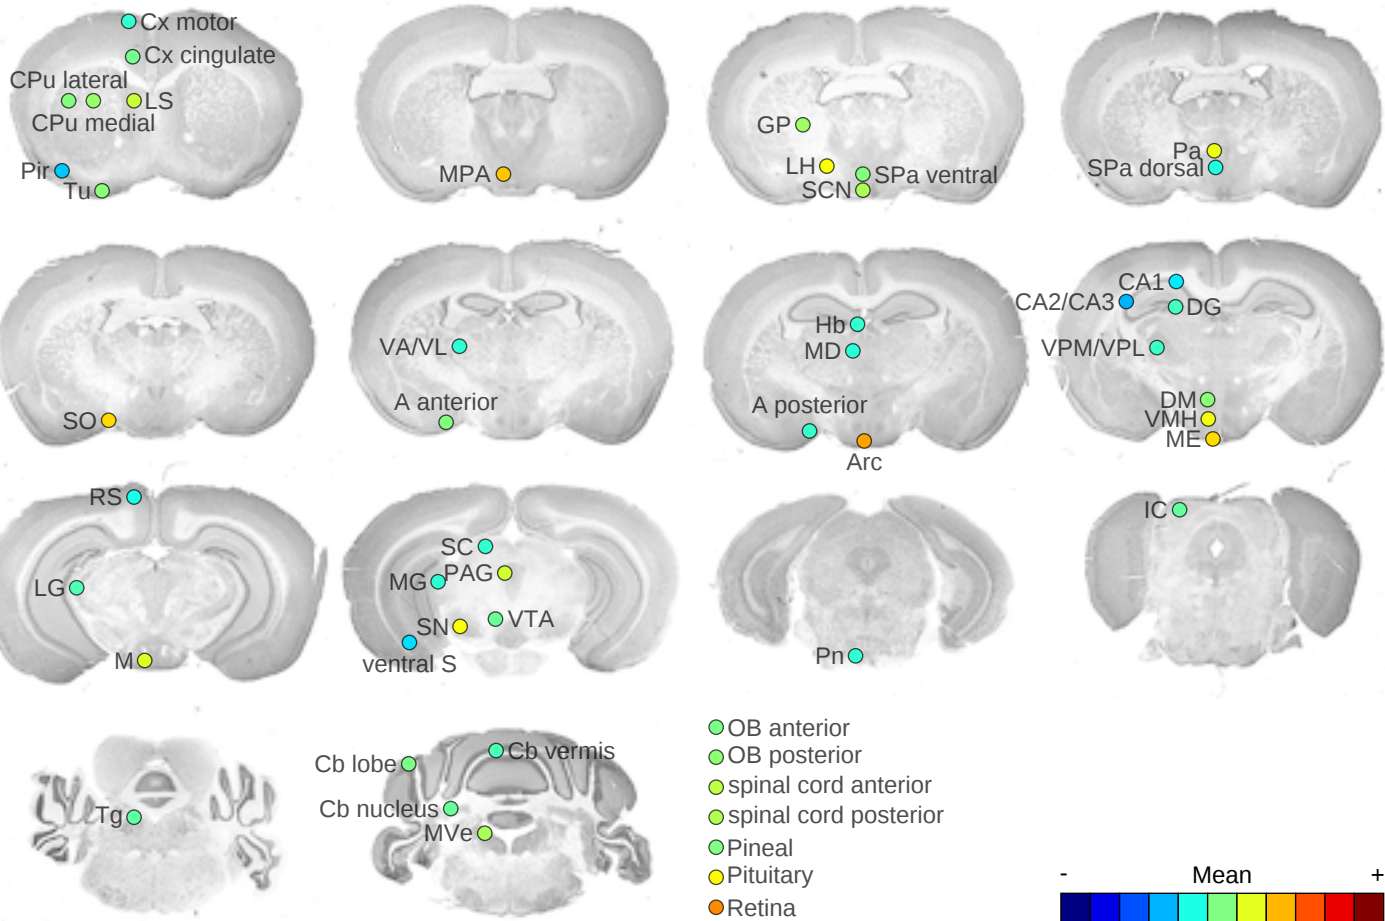 Cx motor
Cx cingulate
CPu lateral
LS
CPu medial
Pir
Tu
MPA
GP
LH
SPa ventral
SCN
Pa
SPa dorsal
SO
VA/VL
A anterior
Hb
MD
A posterior
Arc
CA1
CA2/CA3
DG
VPM/VPL
DM
VMH
ME
RS
LG
M
SC
MG
PAG
SN
VTA
ventral S
Pn
IC
Tg
Cb lobe
Cb vermis
Cb nucleus
MVe
OB anterior
OB posterior
spinal cord anterior
spinal cord posterior
Pineal
Pituitary
Retina
- Mean +